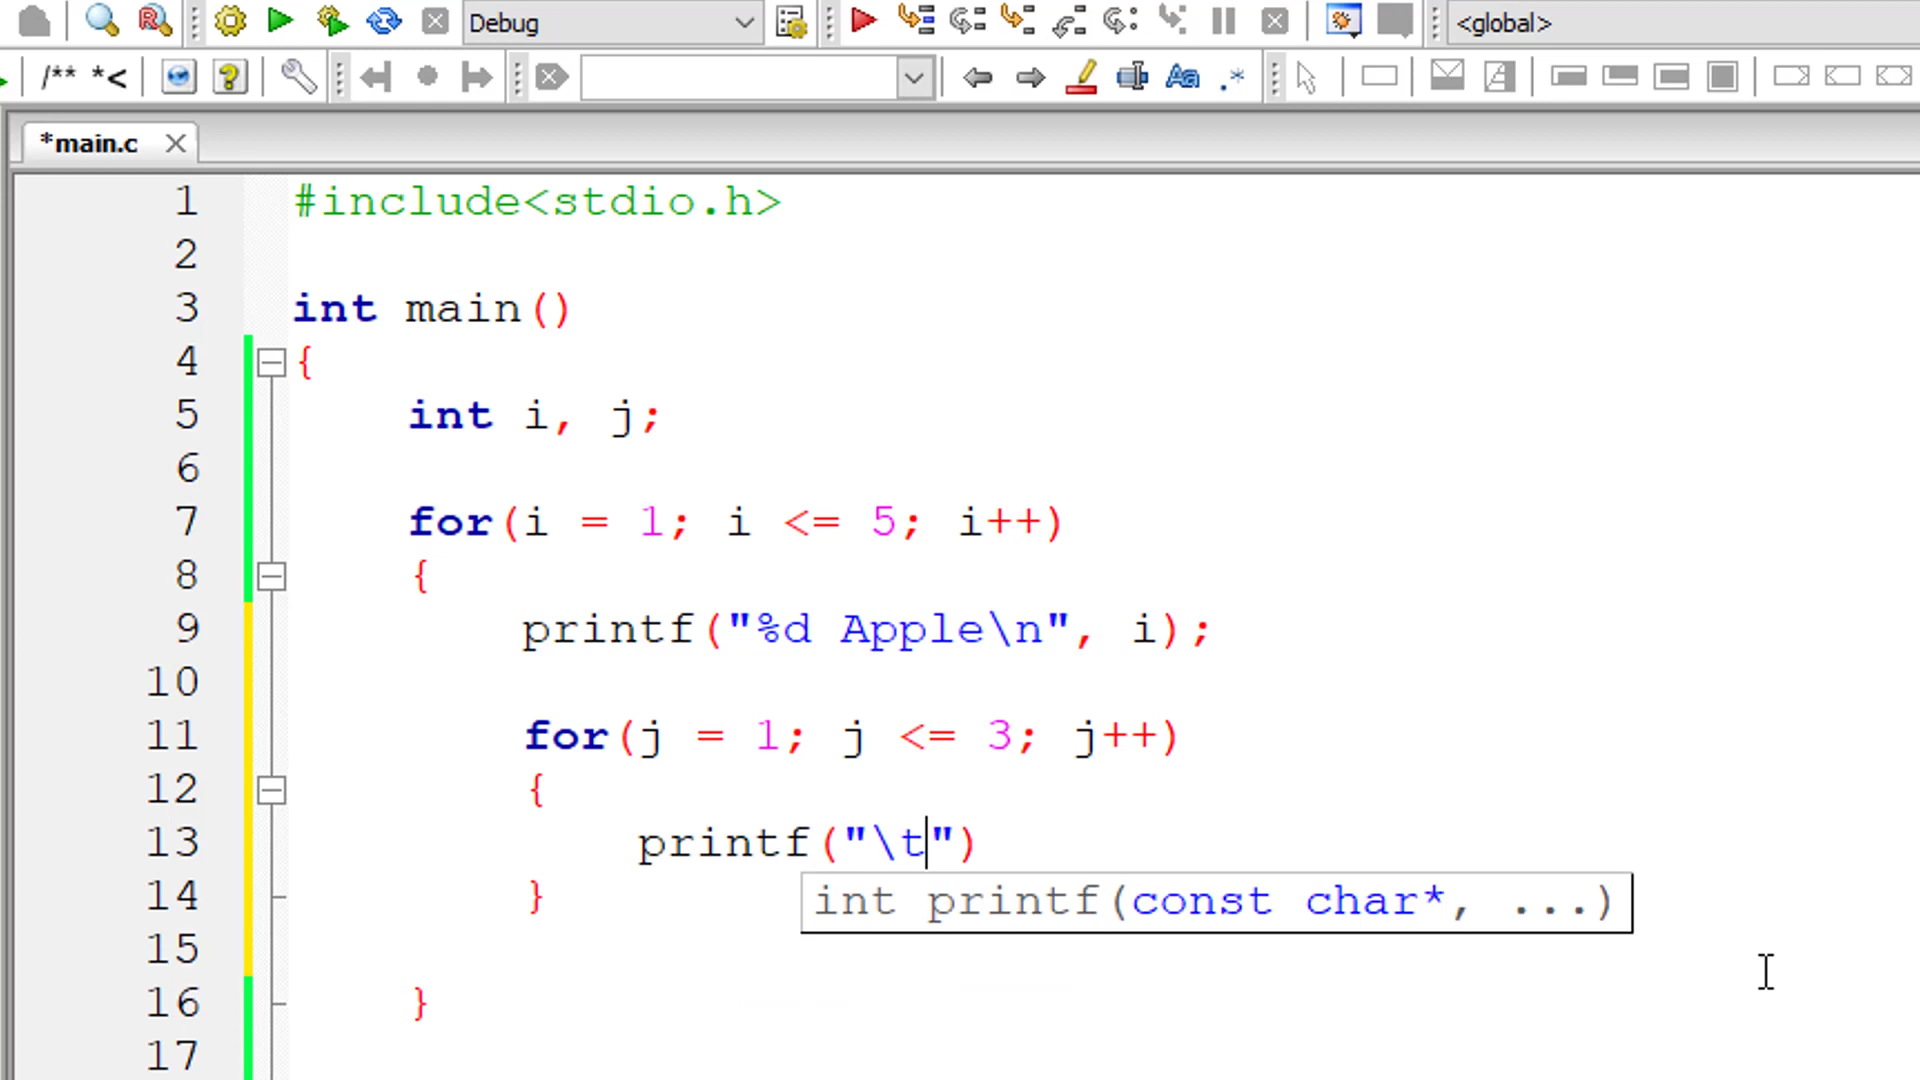 Debug
<global>
/** *<
Aa .*
*main.c
1 #include<stdio.h>
2
3 int main()
4 {
5 int i, j;
6
7 for(i = 1; i <= 5; i++)
8 {
9 printf("%d Apple\n", i);
10
11 for(j = 1; j <= 3; j++)
12 {
13 printf("\t")
14 }
int printf(const char*, ...)
15
16 }
17